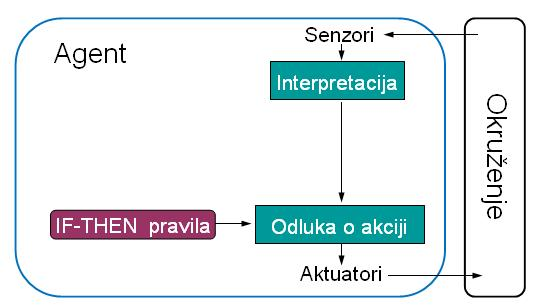 Agent
Senzori
Interpretacija
Okruženje
IF-THEN pravila
Odluka o akciji
Aktuatori